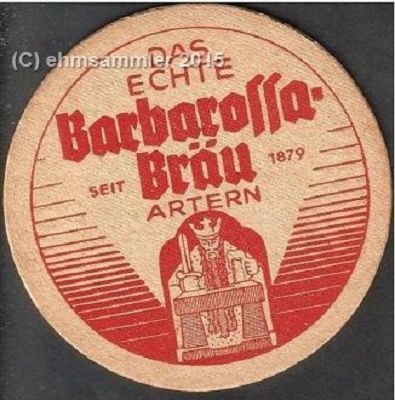 (C) ehmsammler 2015
DAS
ECHTE
Barbaroſſa-
Bräu
SEIT 1879
ARTERN